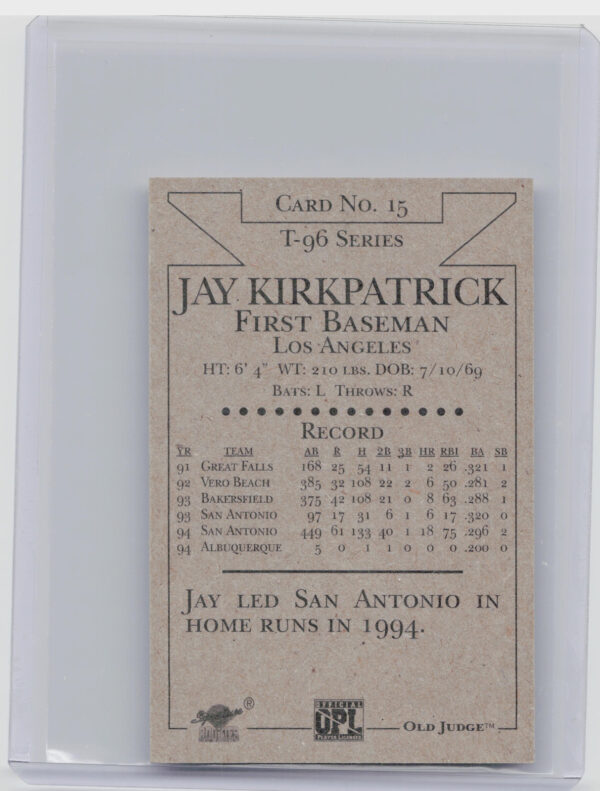 CARD NO. 15
T-96 SERIES
JAY KIRKPATRICK
FIRST BASEMAN
LOS ANGELES
HT: 6' 4" WT: 210 LBS. DOB: 7/10/69
BATS: L THROWS: R
RECORD
YR TEAM AB R H 2B 3B HR RBI BA SB
91 GREAT FALLS 168 25 54 11 1 2 26 .321 1
92 VERO BEACH 385 32 108 22 2 6 50 .281 2
93 BAKERSFIELD 375 42 108 21 0 8 63 .288 1
93 SAN ANTONIO 97 17 31 6 1 6 17 .320 0
94 SAN ANTONIO 449 61 133 40 1 18 75 .296 2
94 ALBUQUERQUE 5 0 1 1 0 0 0 .200 0
JAY LED SAN ANTONIO IN
HOME RUNS IN 1994.
®
OFFICIAL
OPL
PLAYER LICENSEE
OLD JUDGE™